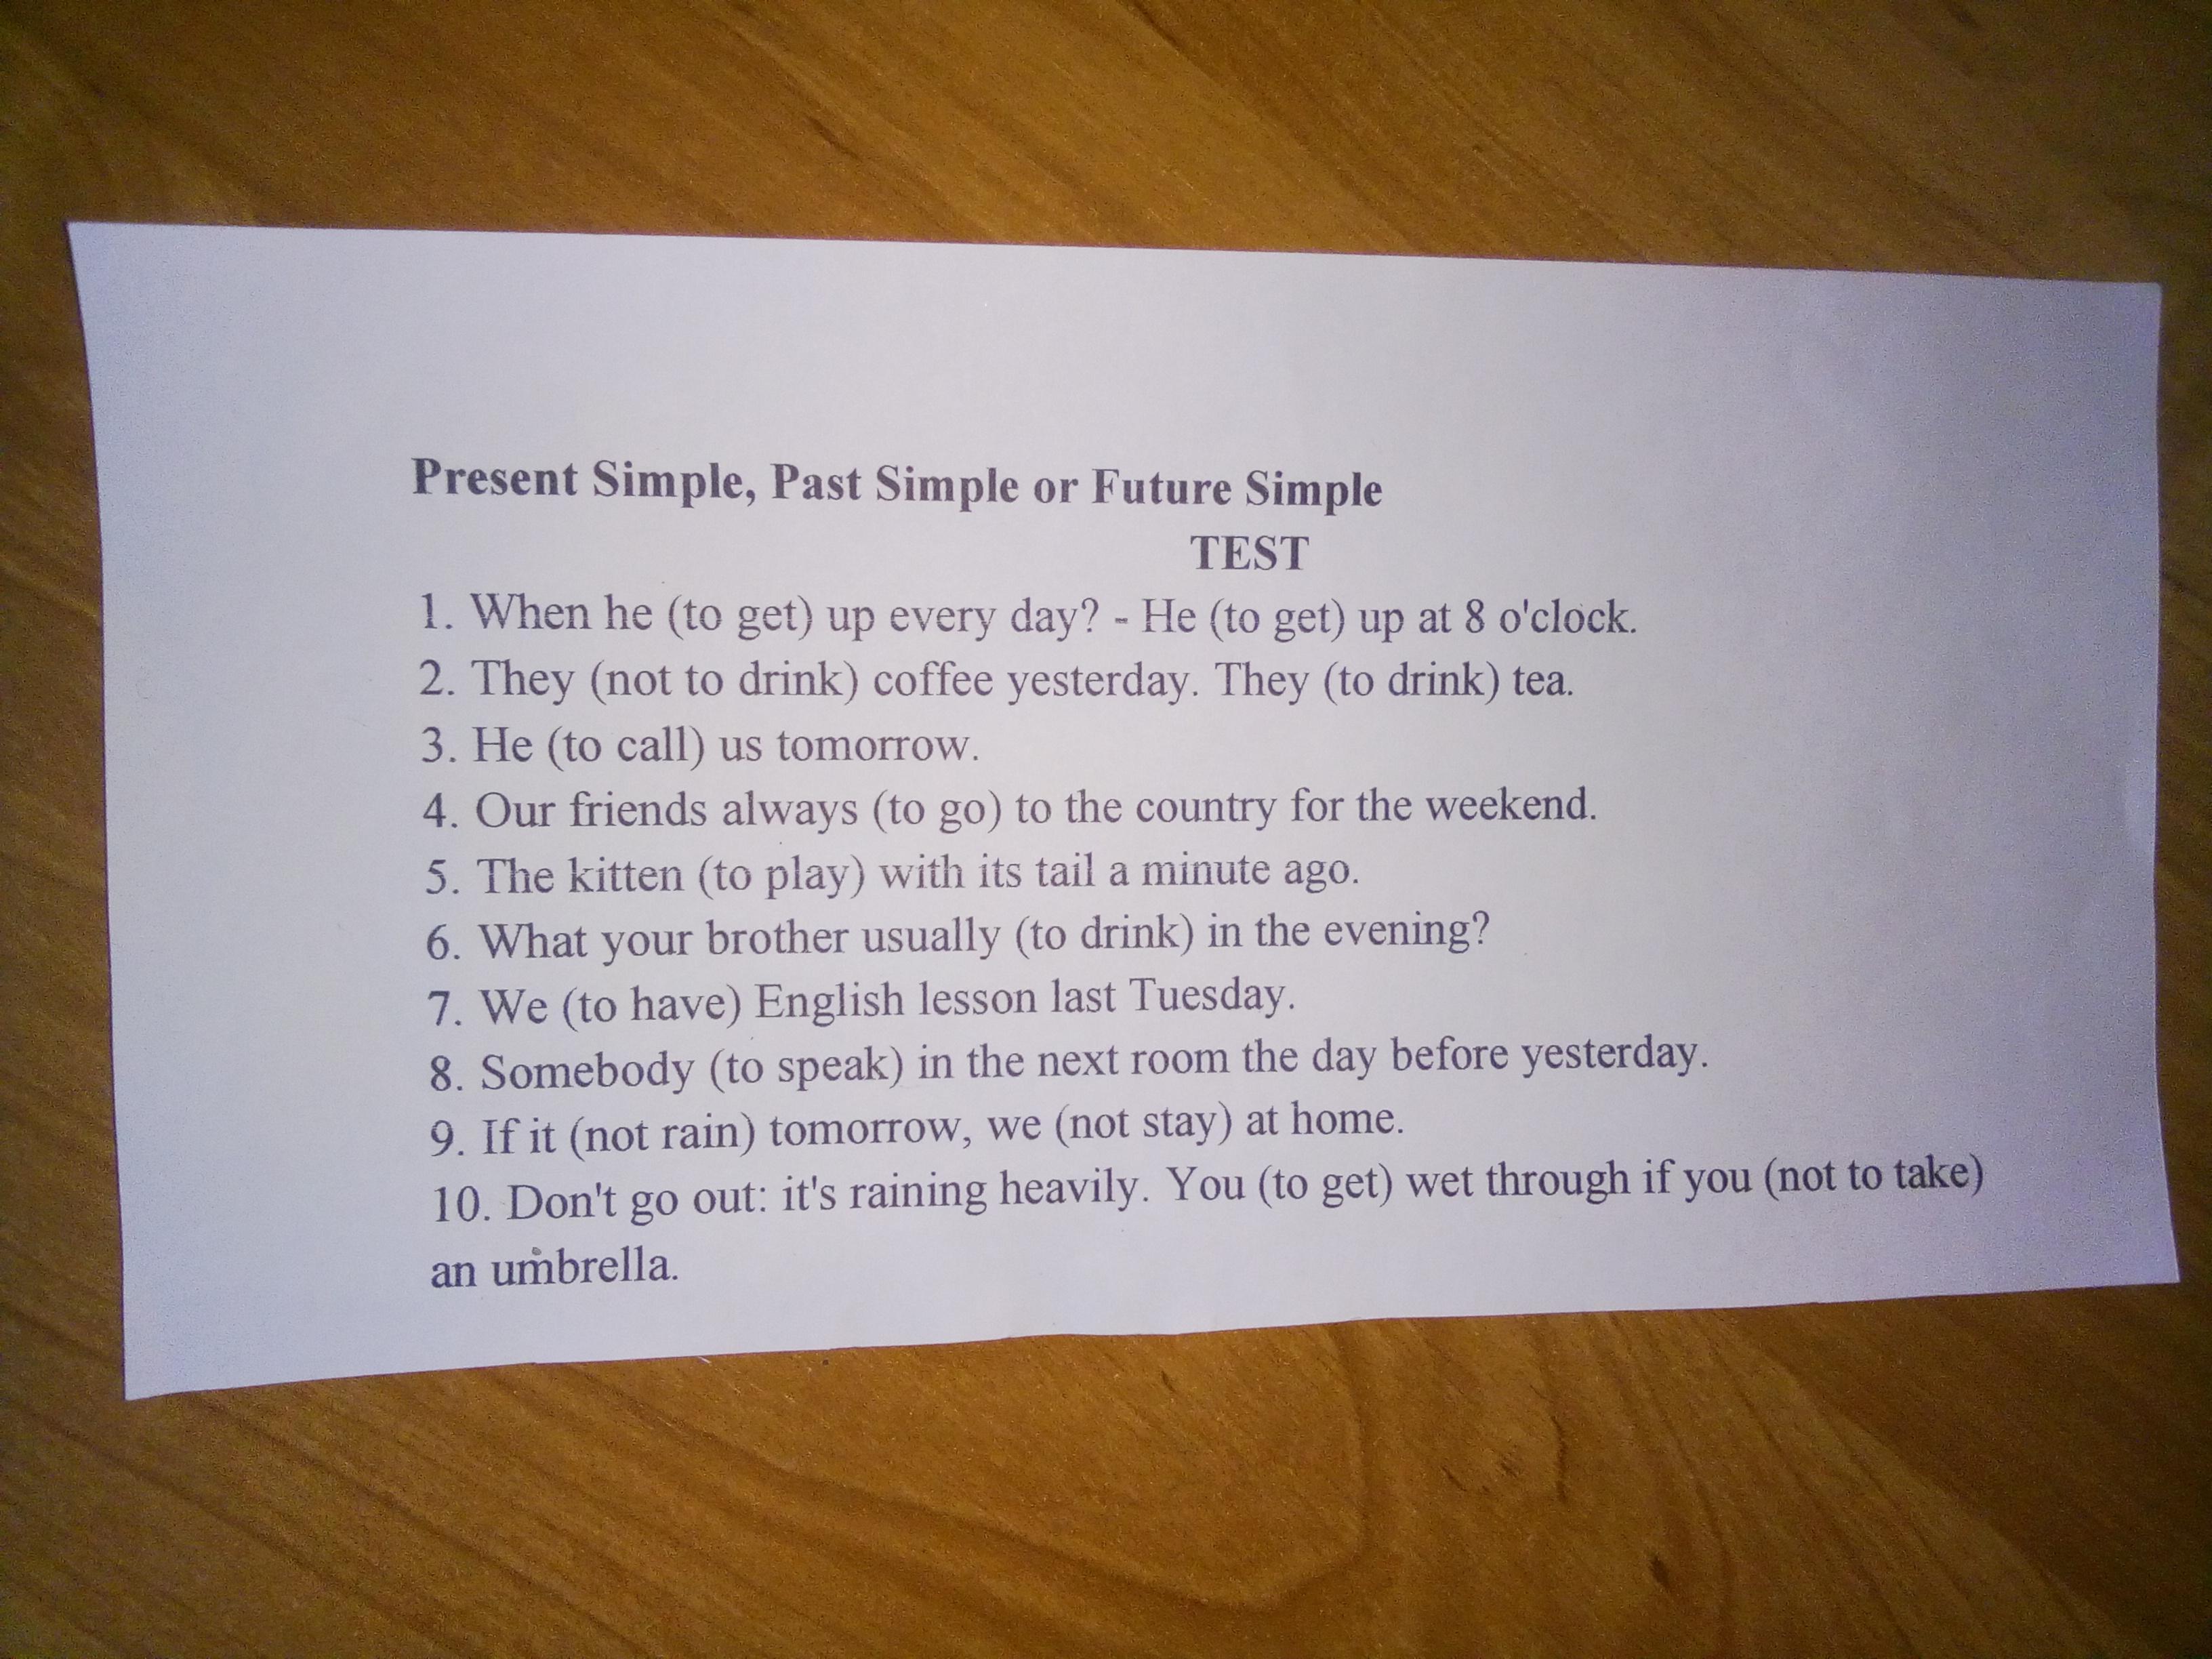 Present Simple, Past Simple or Future Simple
TEST
1. When he (to get) up every day? - He (to get) up at 8 o'clock.
2. They (not to drink) coffee yesterday. They (to drink) tea.
3. He (to call) us tomorrow.
4. Our friends always (to go) to the country for the weekend.
5. The kitten (to play) with its tail a minute ago.
6. What your brother usually (to drink) in the evening?
7. We (to have) English lesson last Tuesday.
8. Somebody (to speak) in the next room the day before yesterday.
9. If it (not rain) tomorrow, we (not stay) at home.
10. Don't go out: it's raining heavily. You (to get) wet through if you (not to take)
an umbrella.